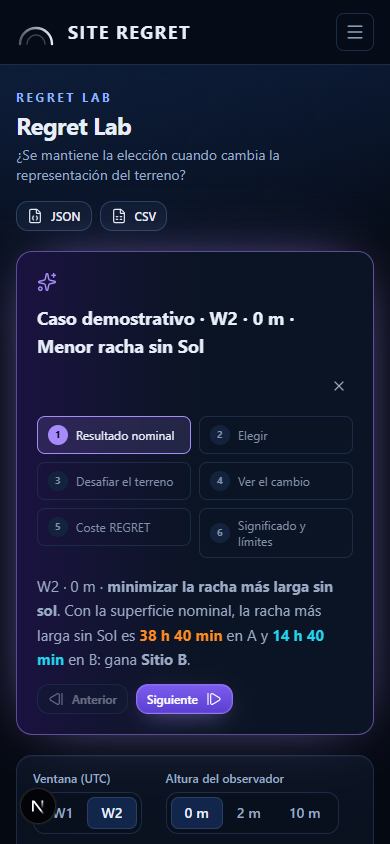 SITE REGRET
REGRET LAB
Regret Lab
¿Se mantiene la elección cuando cambia la
representación del terreno?
JSON
CSV
Caso demostrativo · W2 · 0 m ·
Menor racha sin Sol
1 Resultado nominal
2 Elegir
3 Desafiar el terreno
4 Ver el cambio
5 Coste REGRET
6 Significado y
límites
W2 · 0 m · minimizar la racha más larga sin
sol. Con la superficie nominal, la racha más
larga sin Sol es 38 h 40 min en A y 14 h 40
min en B: gana Sitio B.
Anterior
Siguiente
Ventana (UTC)
Altura del observador
N
W1
W2
0 m
2 m
10 m